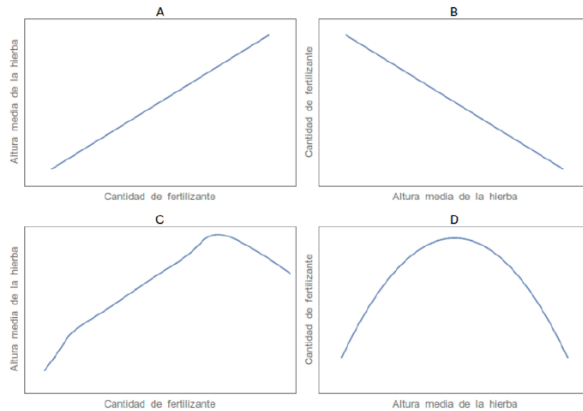 A
Altura media de la hierba
Cantidad de fertilizante
B
Cantidad de fertilizante
Altura media de la hierba
C
Altura media de la hierba
Cantidad de fertilizante
D
Cantidad de fertilizante
Altura media de la hierba